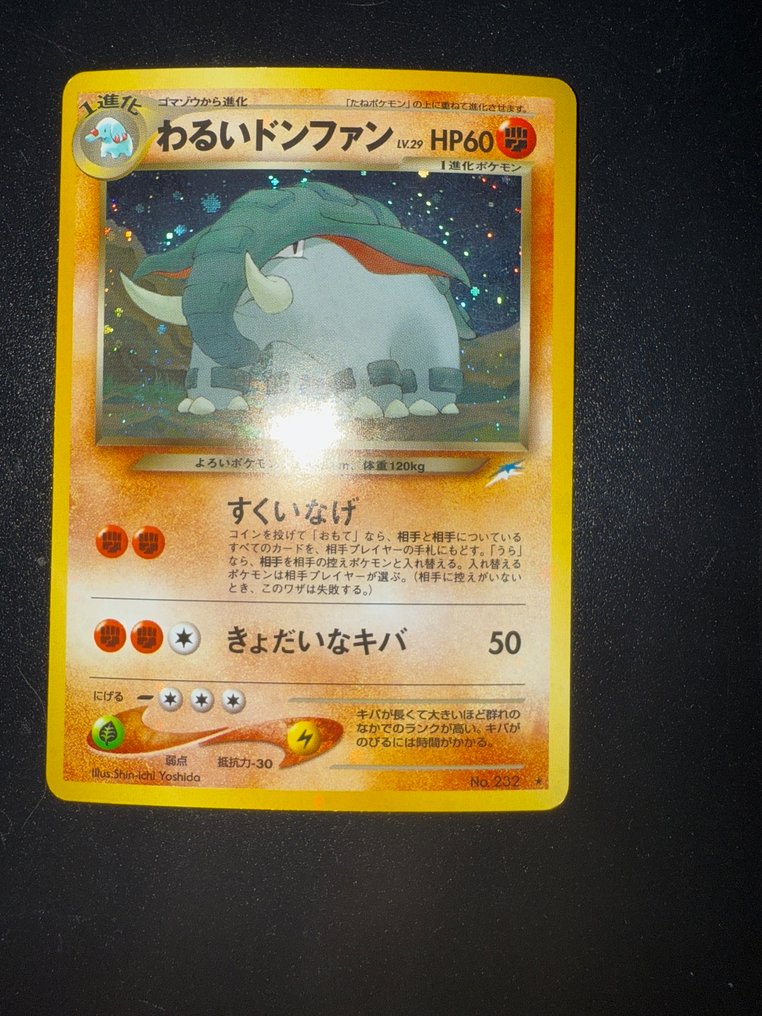 1進化
ゴマゾウから進化
「たねポケモン」の上に重ねて進化させます。
わるいドンファン LV.29 HP60
1進化ポケモン
よろいポケモン m、体重120kg
すくいなげ
コインを投げて「おもて」なら、相手と相手についている
すべてのカードを、相手プレイヤーの手札にもどす。「うら」
なら、相手を相手の控えポケモンと入れ替える。入れ替える
ポケモンは相手プレイヤーが選ぶ。（相手に控えがいない
とき、このワザは失敗する。）
きょだいなキバ 50
にげる
キバが長くて大きいほど群れの
なかでのランクが高い。キバが
のびるには時間がかかる。
弱点 抵抗力-30
Illus.Shin-ichi Yoshida
No. 232 ★